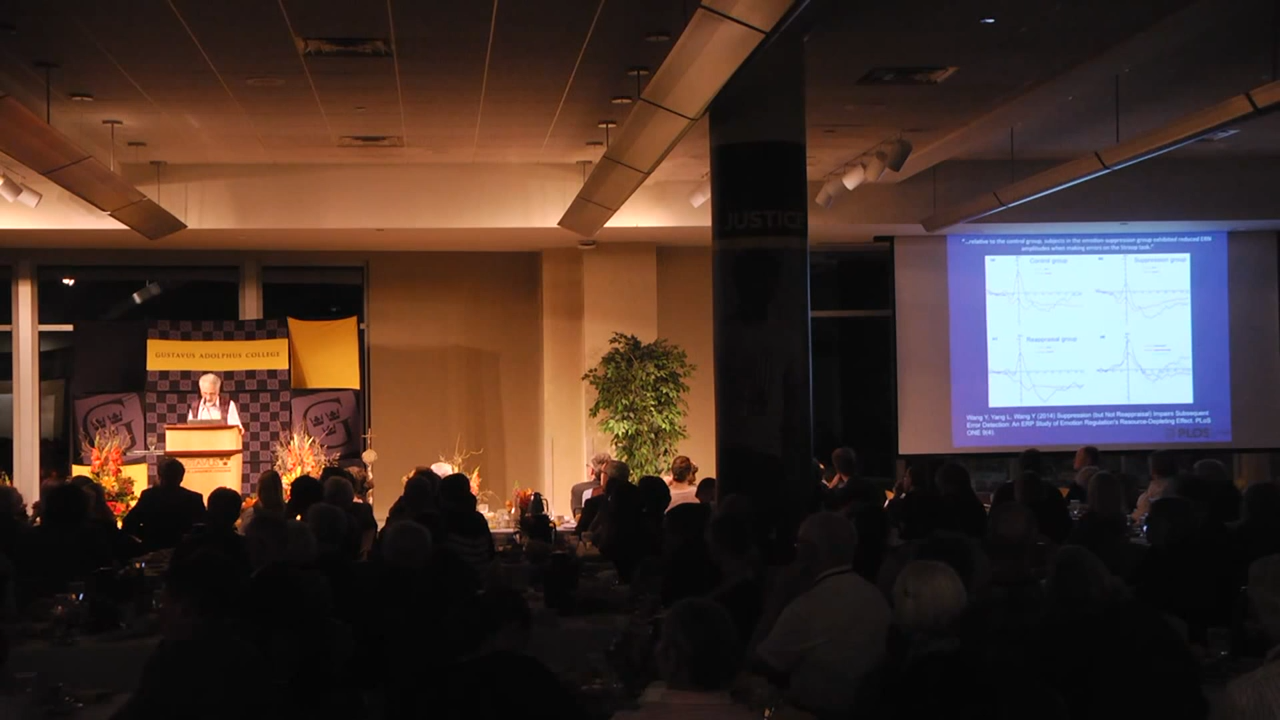 JUSTICE
"...relative to the control group, subjects in the emotion-suppression group exhibited reduced ERN
amplitudes when making errors on the Stroop task."
Control group
Suppression group
GUSTAVUS ADOLPHUS COLLEGE
Reappraisal group
Wang Y, Yang L, Wang Y (2014) Suppression (but Not Reappraisal) Impairs Subsequent
Error Detection: An ERP Study of Emotion Regulation's Resource-Depleting Effect. PLoS
ONE 9(4)
PLOS
G
G